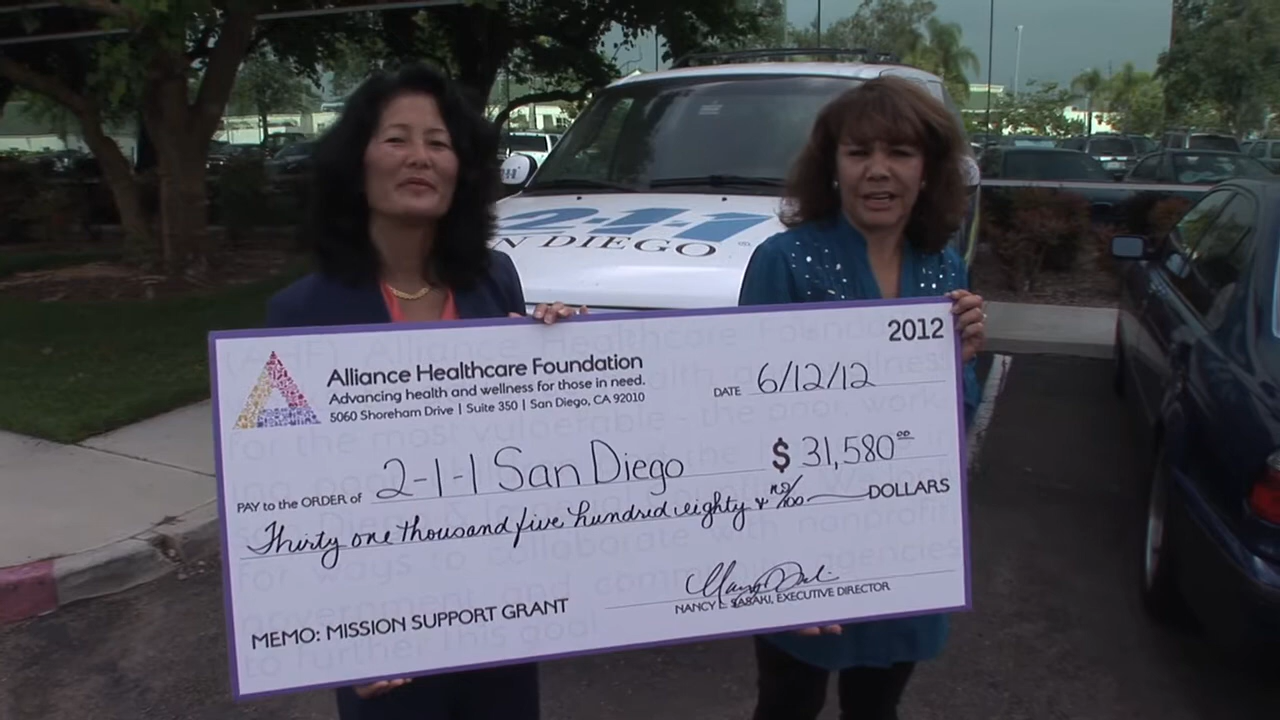 2-1-1
N DIEGO
2012
Alliance Healthcare Foundation
Advancing health and wellness for those in need.
5060 Shoreham Drive | Suite 350 | San Diego, CA 92010
DATE 6/12/12
PAY to the ORDER of 2-1-1 San Diego $ 31,580.00
Thirty one thousand five hundred eighty & no/100 DOLLARS
MEMO: MISSION SUPPORT GRANT
NANCY L. SASAKI, EXECUTIVE DIRECTOR